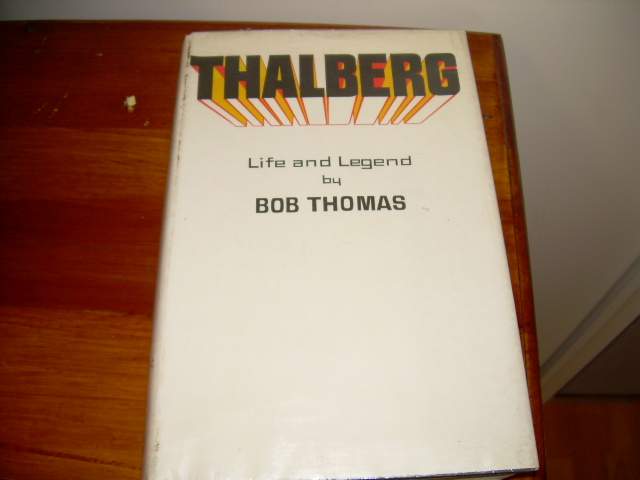 THALBERG
Life and Legend
by
BOB THOMAS